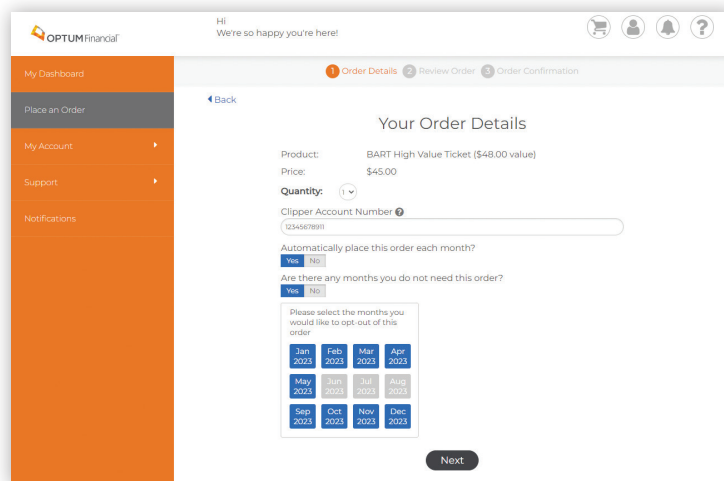 OPTUM Financial
Hi
We're so happy you're here!
?
My Dashboard
Place an Order
My Account
Support
Notifications
1 Order Details 2 Review Order 3 Order Confirmation
Back
Your Order Details
Product: BART High Value Ticket ($48.00 value)
Price: $45.00
Quantity: 1
Clipper Account Number ?
12345678911
Automatically place this order each month?
Yes No
Are there any months you do not need this order?
Yes No
Please select the months you
would like to opt-out of this
order
Jan Feb Mar Apr
2023 2023 2023 2023
May Jun Jul Aug
2023 2023 2023 2023
Sep Oct Nov Dec
2023 2023 2023 2023
Next